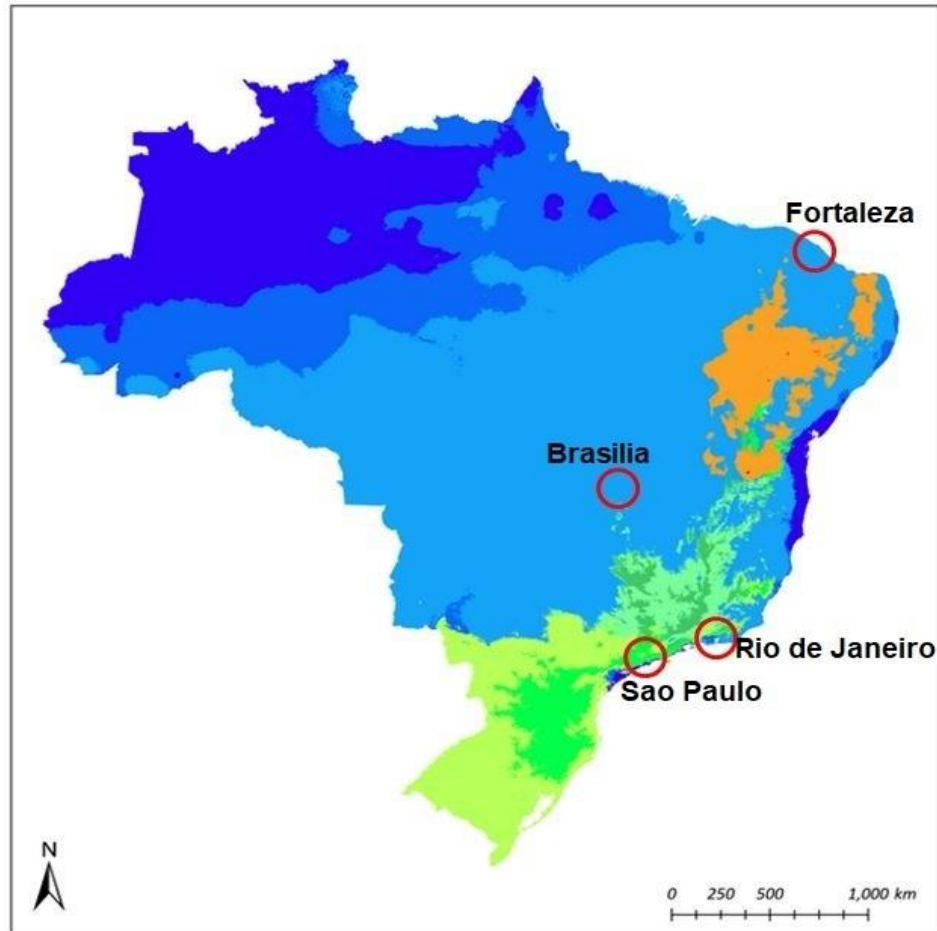 Fortaleza
Brasilia
Rio de Janeiro
Sao Paulo
N
0 250 500 1,000 km